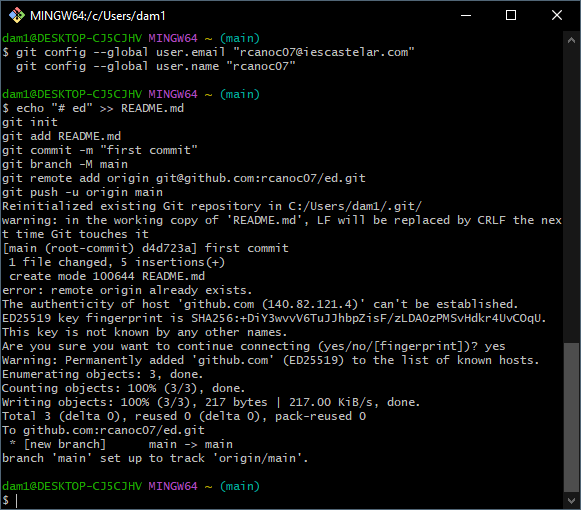 MINGW64:/c/Users/dam1
dam1@DESKTOP-CJ5CJHV MINGW64 ~ (main)
$ git config --global user.email "rcanoc07@iescastelar.com"
  git config --global user.name "rcanoc07"
dam1@DESKTOP-CJ5CJHV MINGW64 ~ (main)
$ echo "# ed" >> README.md
git init
git add README.md
git commit -m "first commit"
git branch -M main
git remote add origin git@github.com:rcanoc07/ed.git
git push -u origin main
Reinitialized existing Git repository in C:/Users/dam1/.git/
warning: in the working copy of 'README.md', LF will be replaced by CRLF the nex
t time Git touches it
[main (root-commit) d4d723a] first commit
 1 file changed, 5 insertions(+)
 create mode 100644 README.md
error: remote origin already exists.
The authenticity of host 'github.com (140.82.121.4)' can't be established.
ED25519 key fingerprint is SHA256:+DiY3wvvV6TuJJhbpZisF/zLDA0zPMSvHdkr4UvCOqU.
This key is not known by any other names.
Are you sure you want to continue connecting (yes/no/[fingerprint])? yes
Warning: Permanently added 'github.com' (ED25519) to the list of known hosts.
Enumerating objects: 3, done.
Counting objects: 100% (3/3), done.
Writing objects: 100% (3/3), 217 bytes | 217.00 KiB/s, done.
Total 3 (delta 0), reused 0 (delta 0), pack-reused 0
To github.com:rcanoc07/ed.git
 * [new branch]      main -> main
branch 'main' set up to track 'origin/main'.
dam1@DESKTOP-CJ5CJHV MINGW64 ~ (main)
$